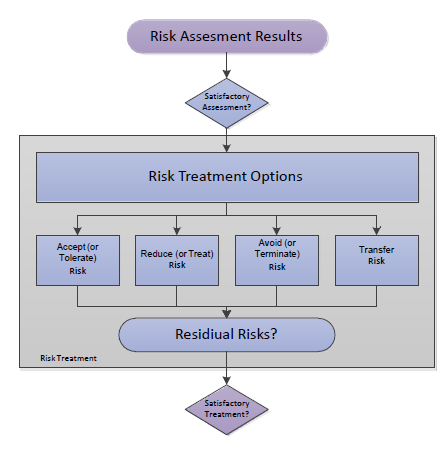 Risk Assesment Results
Satisfactory
Assessment?
Risk Treatment Options
Accept (or
Tolerate)
Risk
Reduce (or Treat)
Risk
Avoid (or
Terminate)
Risk
Transfer
Risk
Residiual Risks?
Risk Treatment
Satisfactory
Treatment?